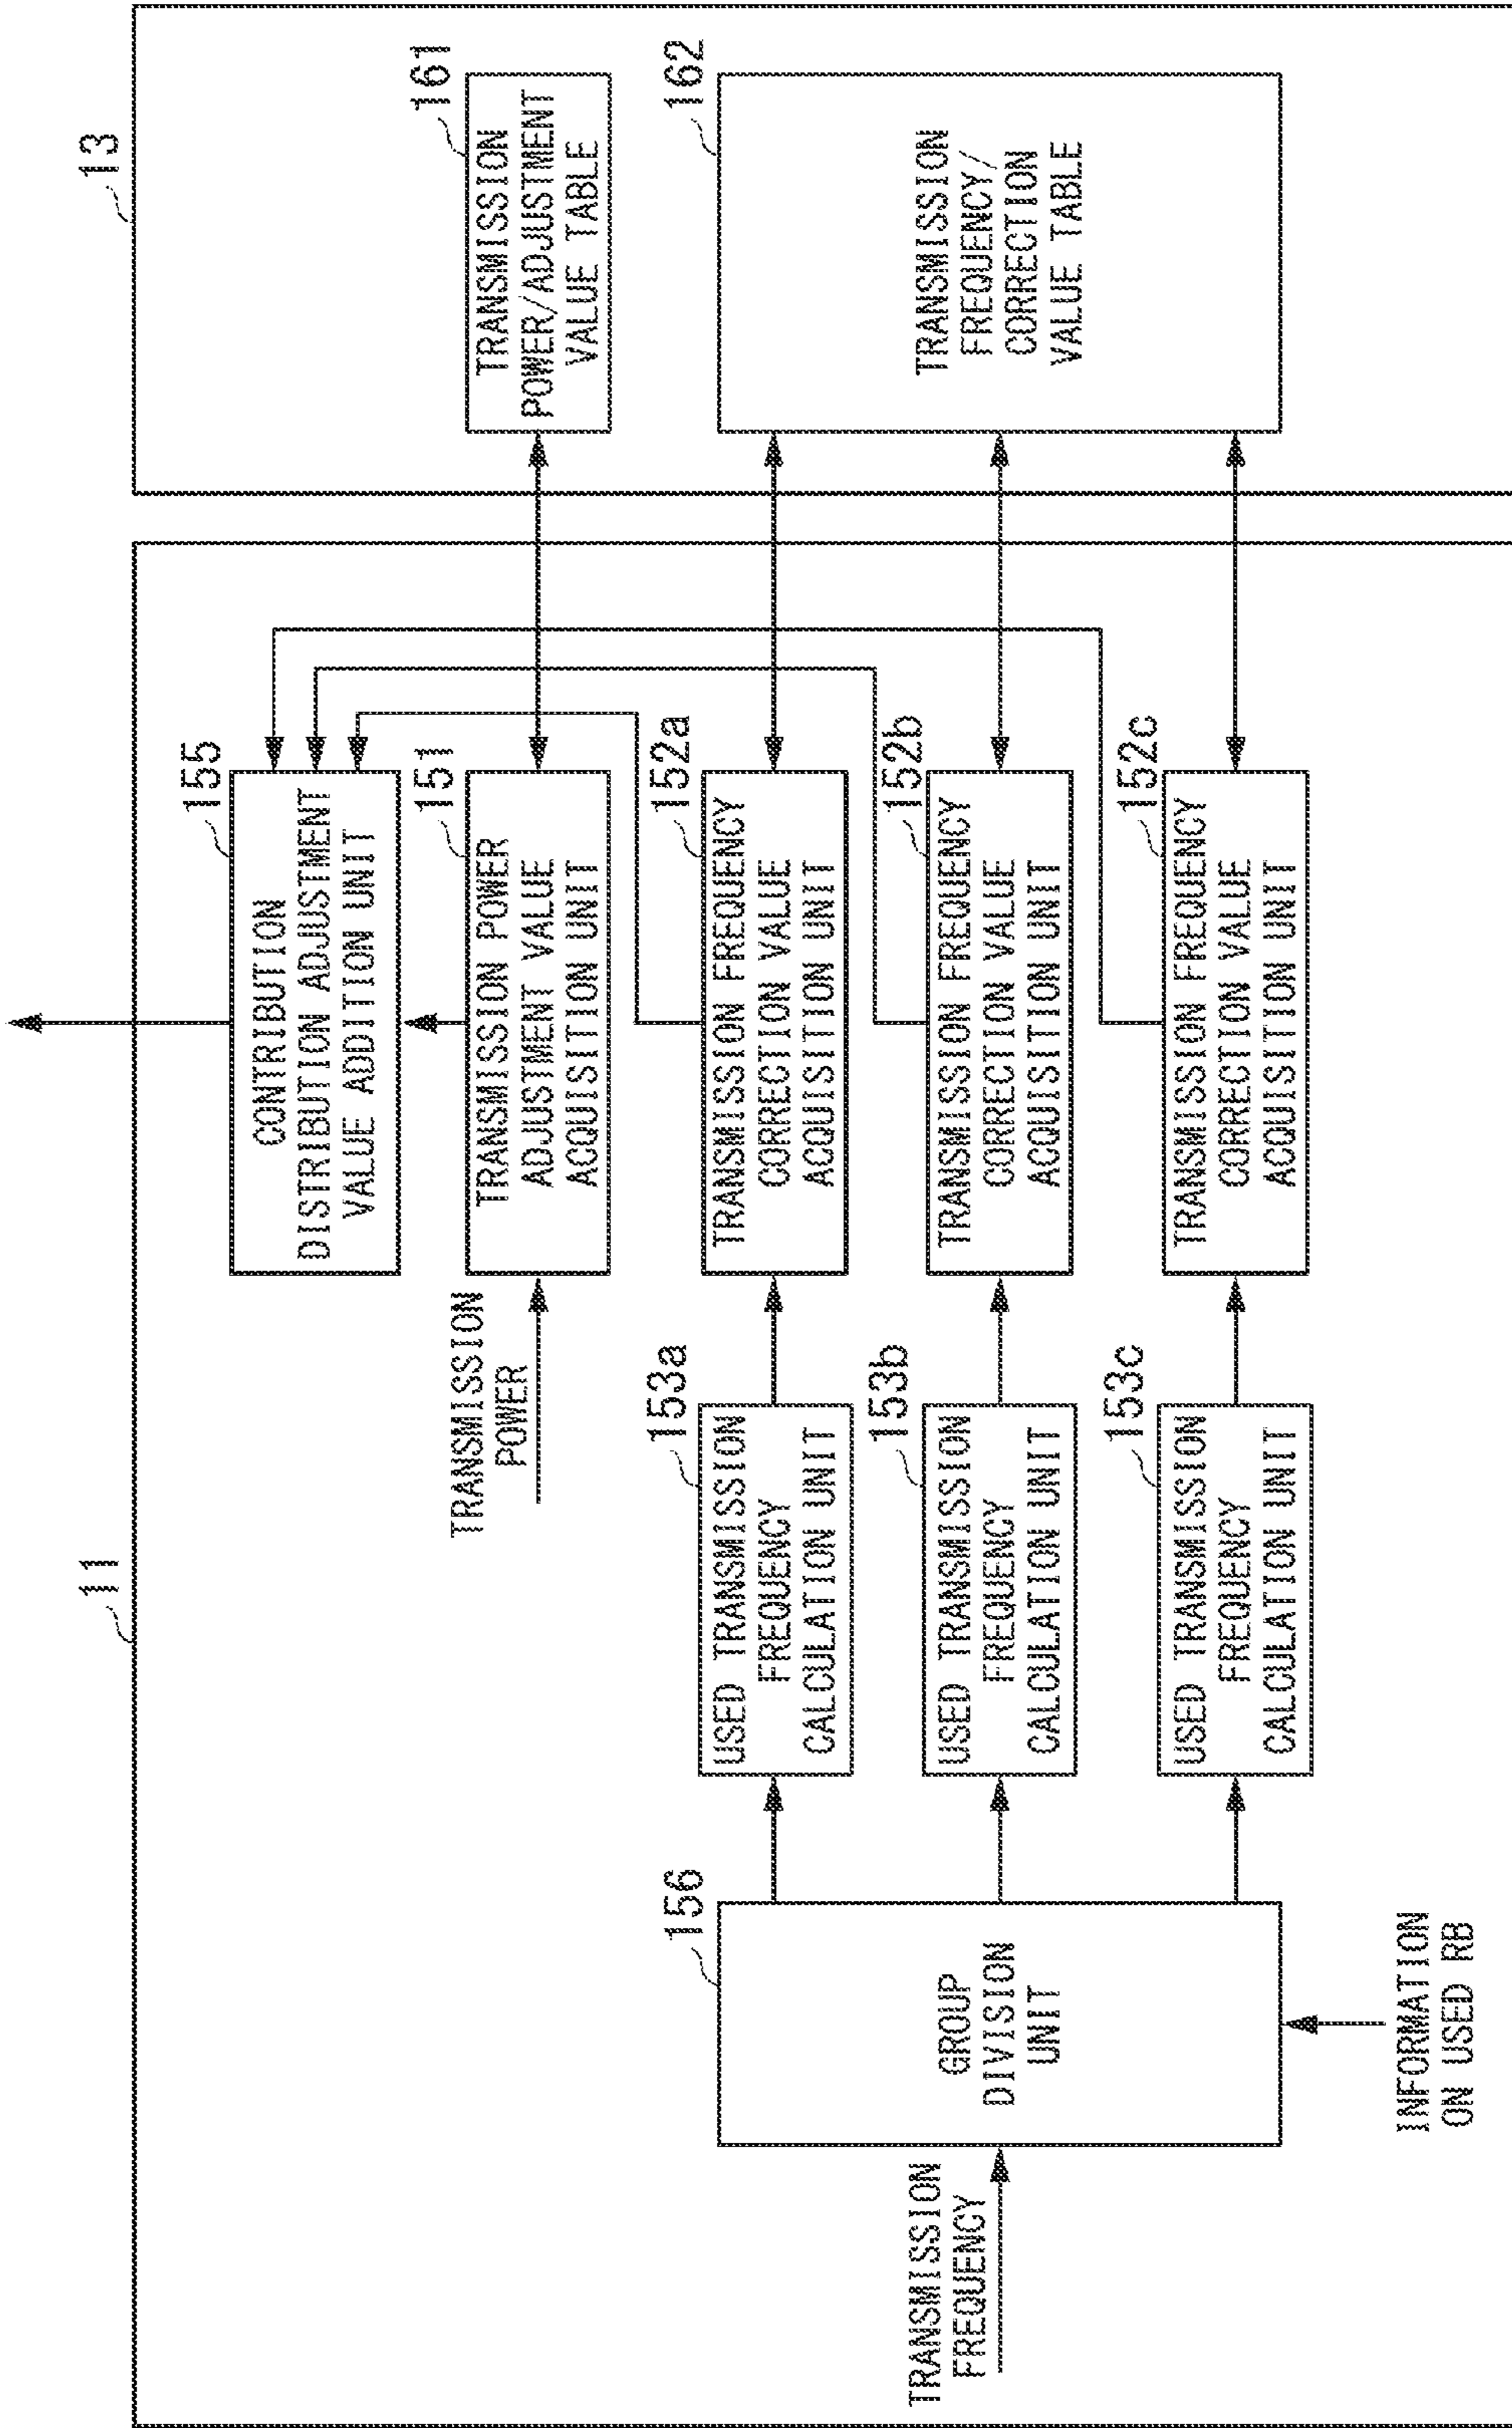 11
13
155
CONTRIBUTION
DISTRIBUTION ADJUSTMENT
VALUE ADDITION UNIT
TRANSMISSION
POWER
151
TRANSMISSION POWER
ADJUSTMENT VALUE
ACQUISITION UNIT
161
TRANSMISSION
POWER/ADJUSTMENT
VALUE TABLE
TRANSMISSION
FREQUENCY
156
GROUP
DIVISION
UNIT
INFORMATION
ON USED RB
153a
USED TRANSMISSION
FREQUENCY
CALCULATION UNIT
152a
TRANSMISSION FREQUENCY
CORRECTION VALUE
ACQUISITION UNIT
153b
USED TRANSMISSION
FREQUENCY
CALCULATION UNIT
152b
TRANSMISSION FREQUENCY
CORRECTION VALUE
ACQUISITION UNIT
153c
USED TRANSMISSION
FREQUENCY
CALCULATION UNIT
152c
TRANSMISSION FREQUENCY
CORRECTION VALUE
ACQUISITION UNIT
162
TRANSMISSION
FREQUENCY/
CORRECTION
VALUE TABLE